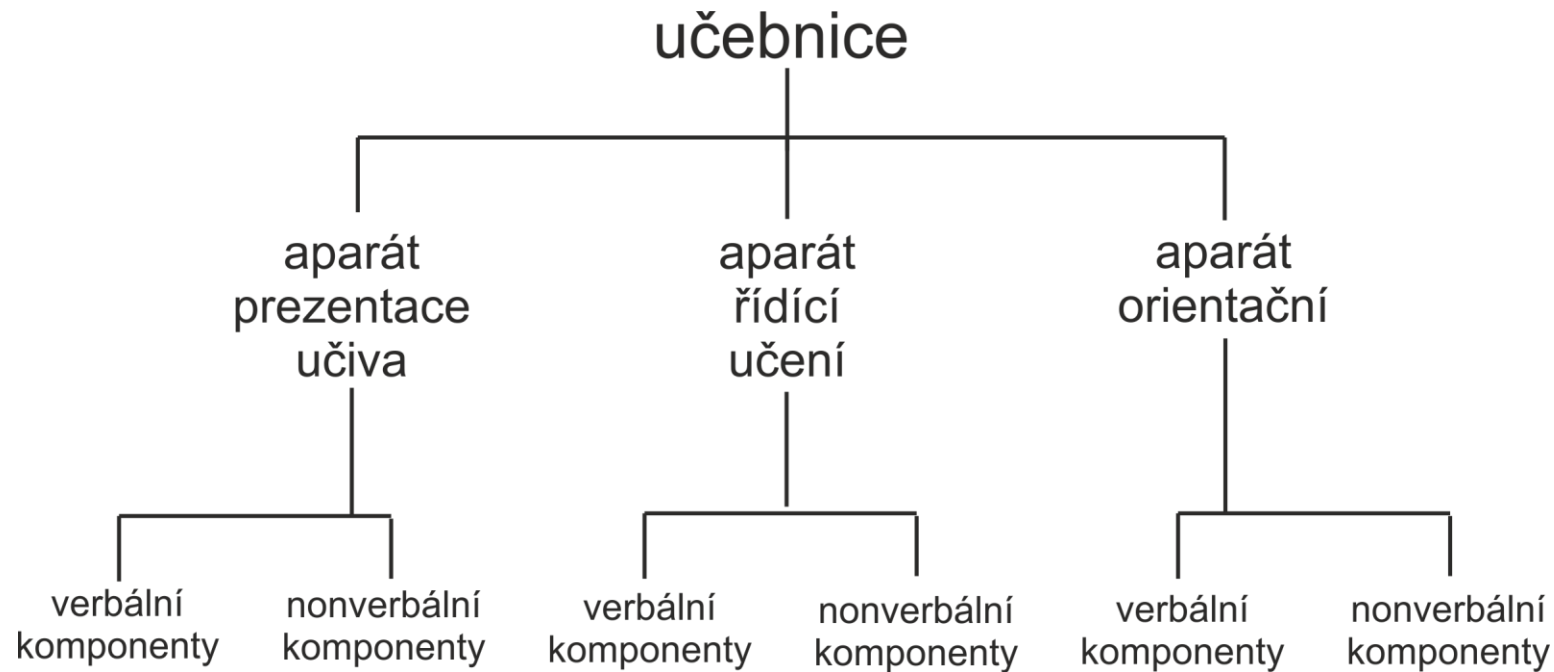 učebnice
aparát
prezentace
učiva
aparát
řídící
učení
aparát
orientační
verbální
komponenty
nonverbální
komponenty
verbální
komponenty
nonverbální
komponenty
verbální
komponenty
nonverbální
komponenty